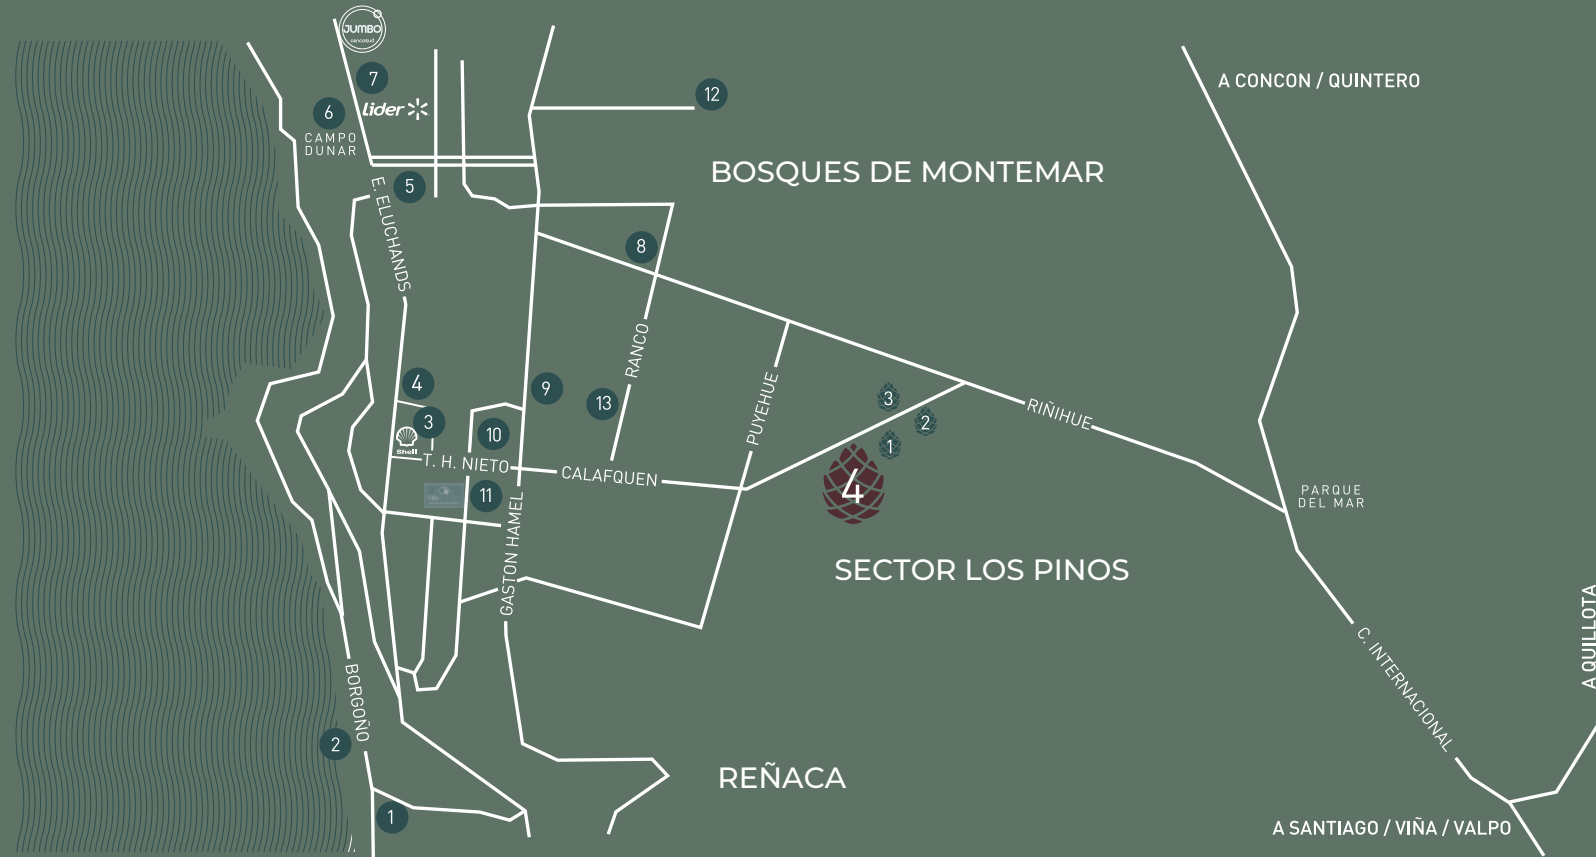 JUMBO
cencosud
7
lider
6
CAMPO
DUNAR
12
A CONCON / QUINTERO
BOSQUES DE MONTEMAR
5
E. ELUCHANDS
8
RANCO
PUYEHUE
4
9
13
3
2
1
4
RIÑIHUE
3
Shell
10
T. H. NIETO
CALAFQUEN
11
GASTON HAMEL
PARQUE
DEL MAR
SECTOR LOS PINOS
C. INTERNACIONAL
A QUILLOTA
BORGOÑO
2
REÑACA
1
A SANTIAGO / VIÑA / VALPO